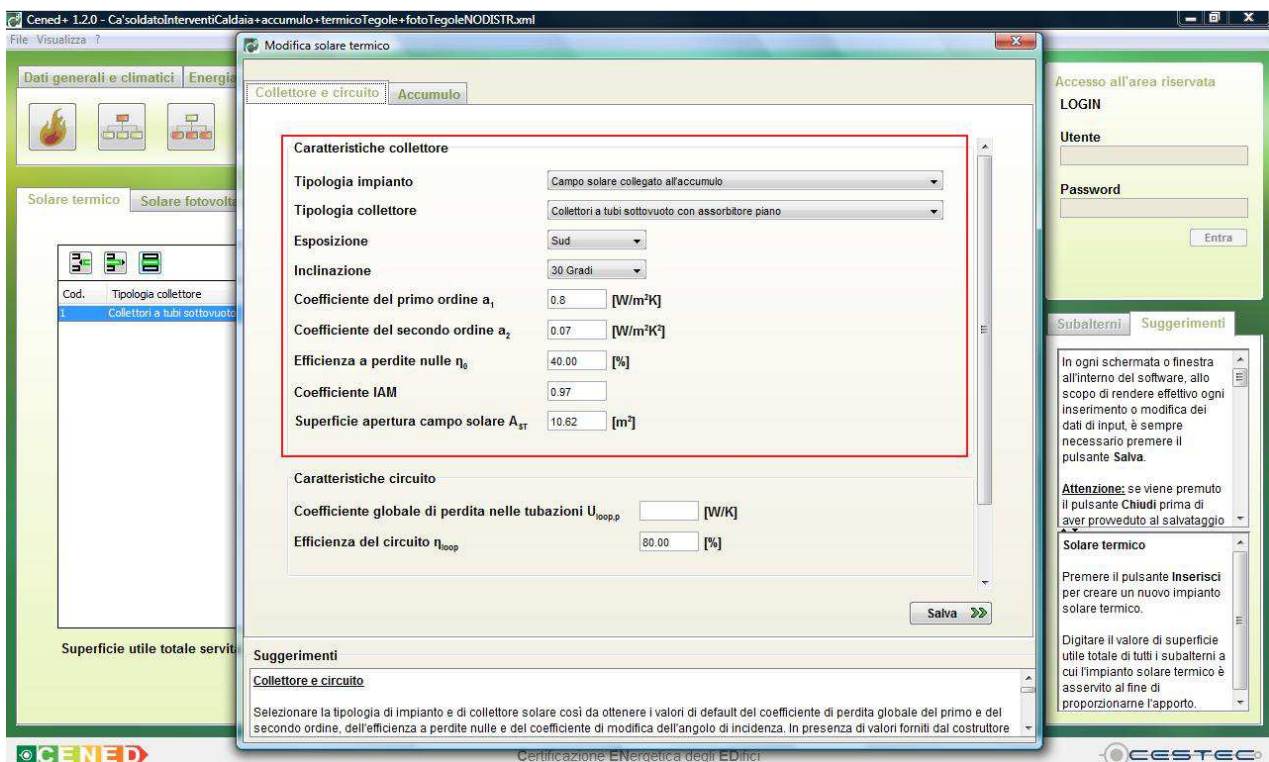 Cened+ 1.2.0 - Ca'soldatoInterventiCaldaia+accumulo+termicoTegole+fotoTegoleNODISTR.xml
File Visualizza ?
Dati generali e climatici Energia
Solare termico Solare fotovolta
Cod. Tipologia collettore
1 Collettori a tubi sottovuoto
Superficie utile totale servit
Modifica solare termico
Collettore e circuito Accumulo
Caratteristiche collettore
Tipologia impianto Campo solare collegato all'accumulo
Tipologia collettore Collettori a tubi sottovuoto con assorbitore piano
Esposizione Sud
Inclinazione 30 Gradi
Coefficiente del primo ordine a₁ 0.8 [W/m²K]
Coefficiente del secondo ordine a₂ 0.07 [W/m²K²]
Efficienza a perdite nulle η₀ 40.00 [%]
Coefficiente IAM 0.97
Superficie apertura campo solare A_ST 10.62 [m²]
Caratteristiche circuito
Coefficiente globale di perdita nelle tubazioni U_loop,p [W/K]
Efficienza del circuito η_loop 80.00 [%]
Salva
Suggerimenti
Collettore e circuito
Selezionare la tipologia di impianto e di collettore solare così da ottenere i valori di default del coefficiente di perdita globale del primo e del
secondo ordine, dell'efficienza a perdite nulle e del coefficiente di modifica dell'angolo di incidenza. In presenza di valori forniti dal costruttore
Accesso all'area riservata
LOGIN
Utente
Password
Entra
Subalterni Suggerimenti
In ogni schermata o finestra
all'interno del software, allo
scopo di rendere effettivo ogni
inserimento o modifica dei
dati di input, è sempre
necessario premere il
pulsante Salva.
Attenzione: se viene premuto
il pulsante Chiudi prima di
aver provveduto al salvataggio
Solare termico
Premere il pulsante Inserisci
per creare un nuovo impianto
solare termico.
Digitare il valore di superficie
utile totale di tutti i subalterni a
cui l'impianto solare termico è
asservito al fine di
proporzionarne l'apporto.
CENED
Certificazione ENergetica degli EDifici
CESTEC